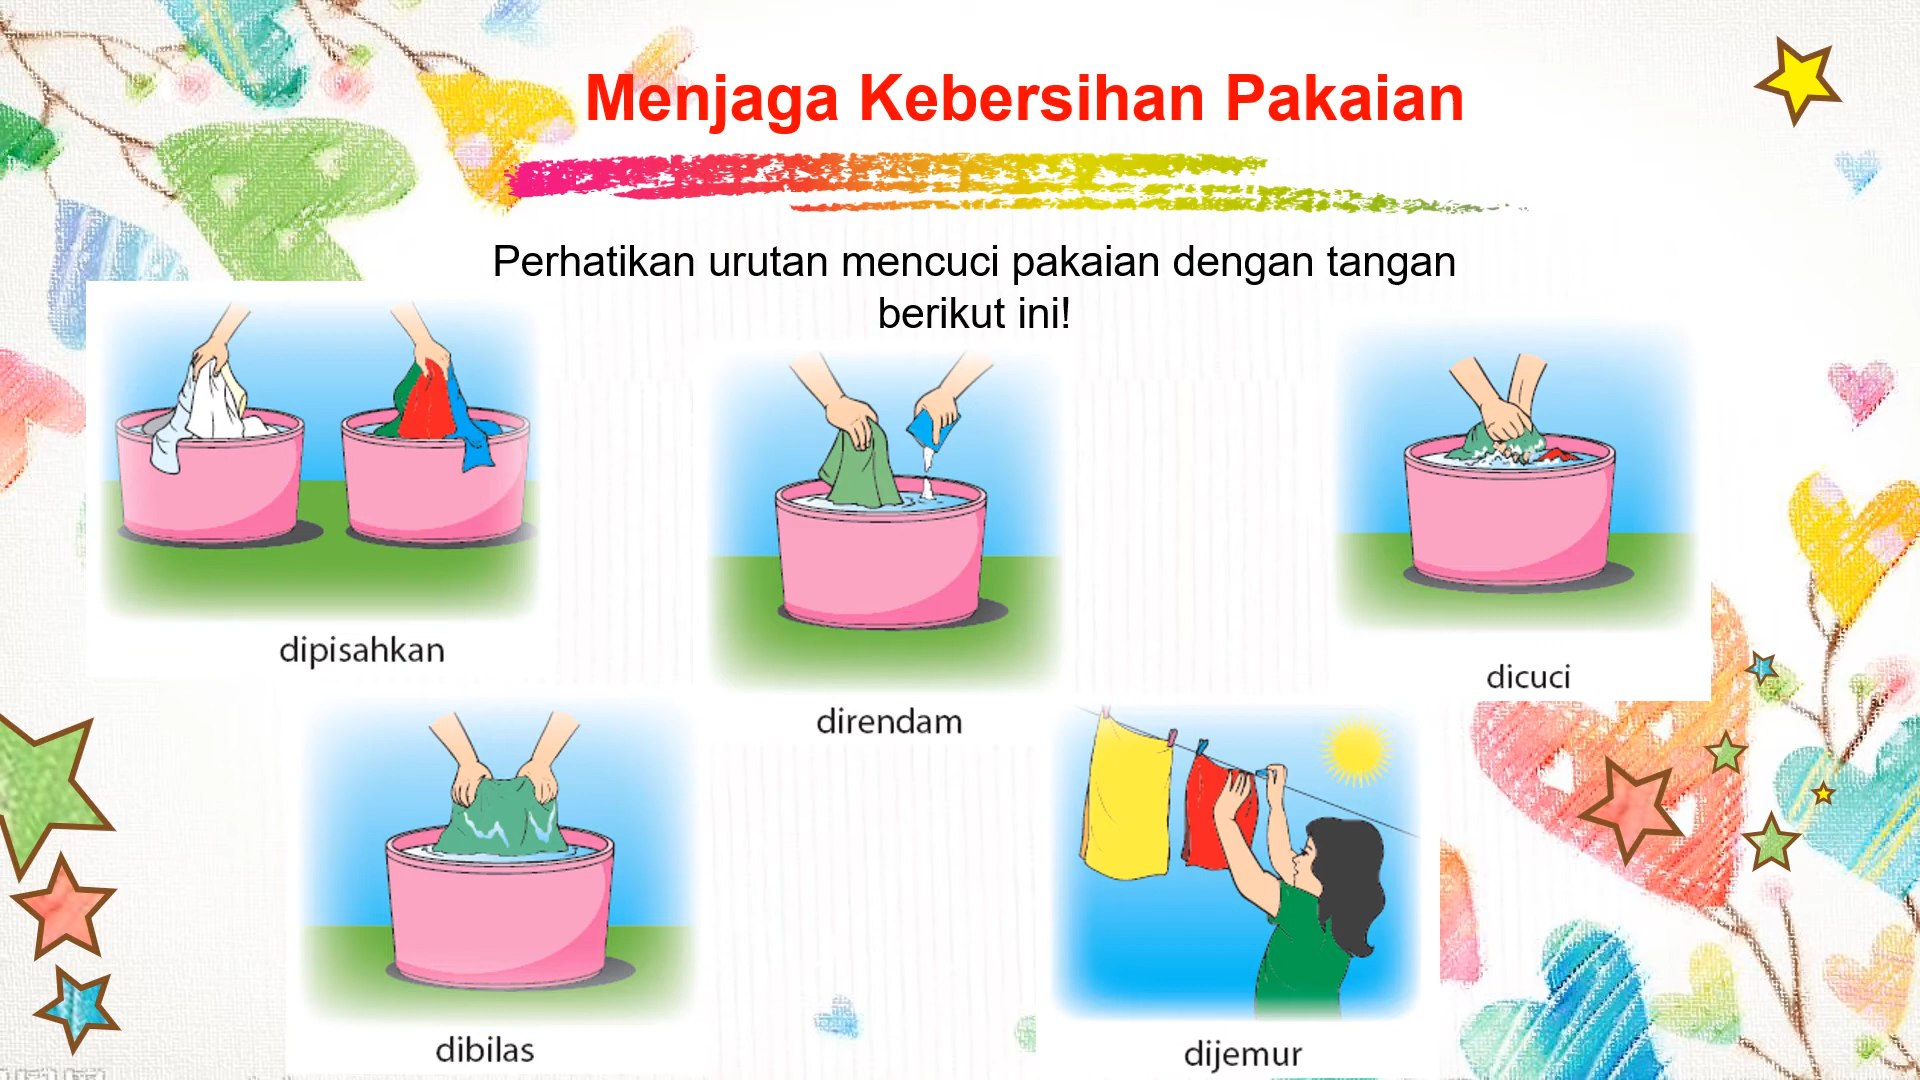 Menjaga Kebersihan Pakaian
Perhatikan urutan mencuci pakaian dengan tangan
berikut ini!
dipisahkan
direndam
dicuci
dibilas
dijemur